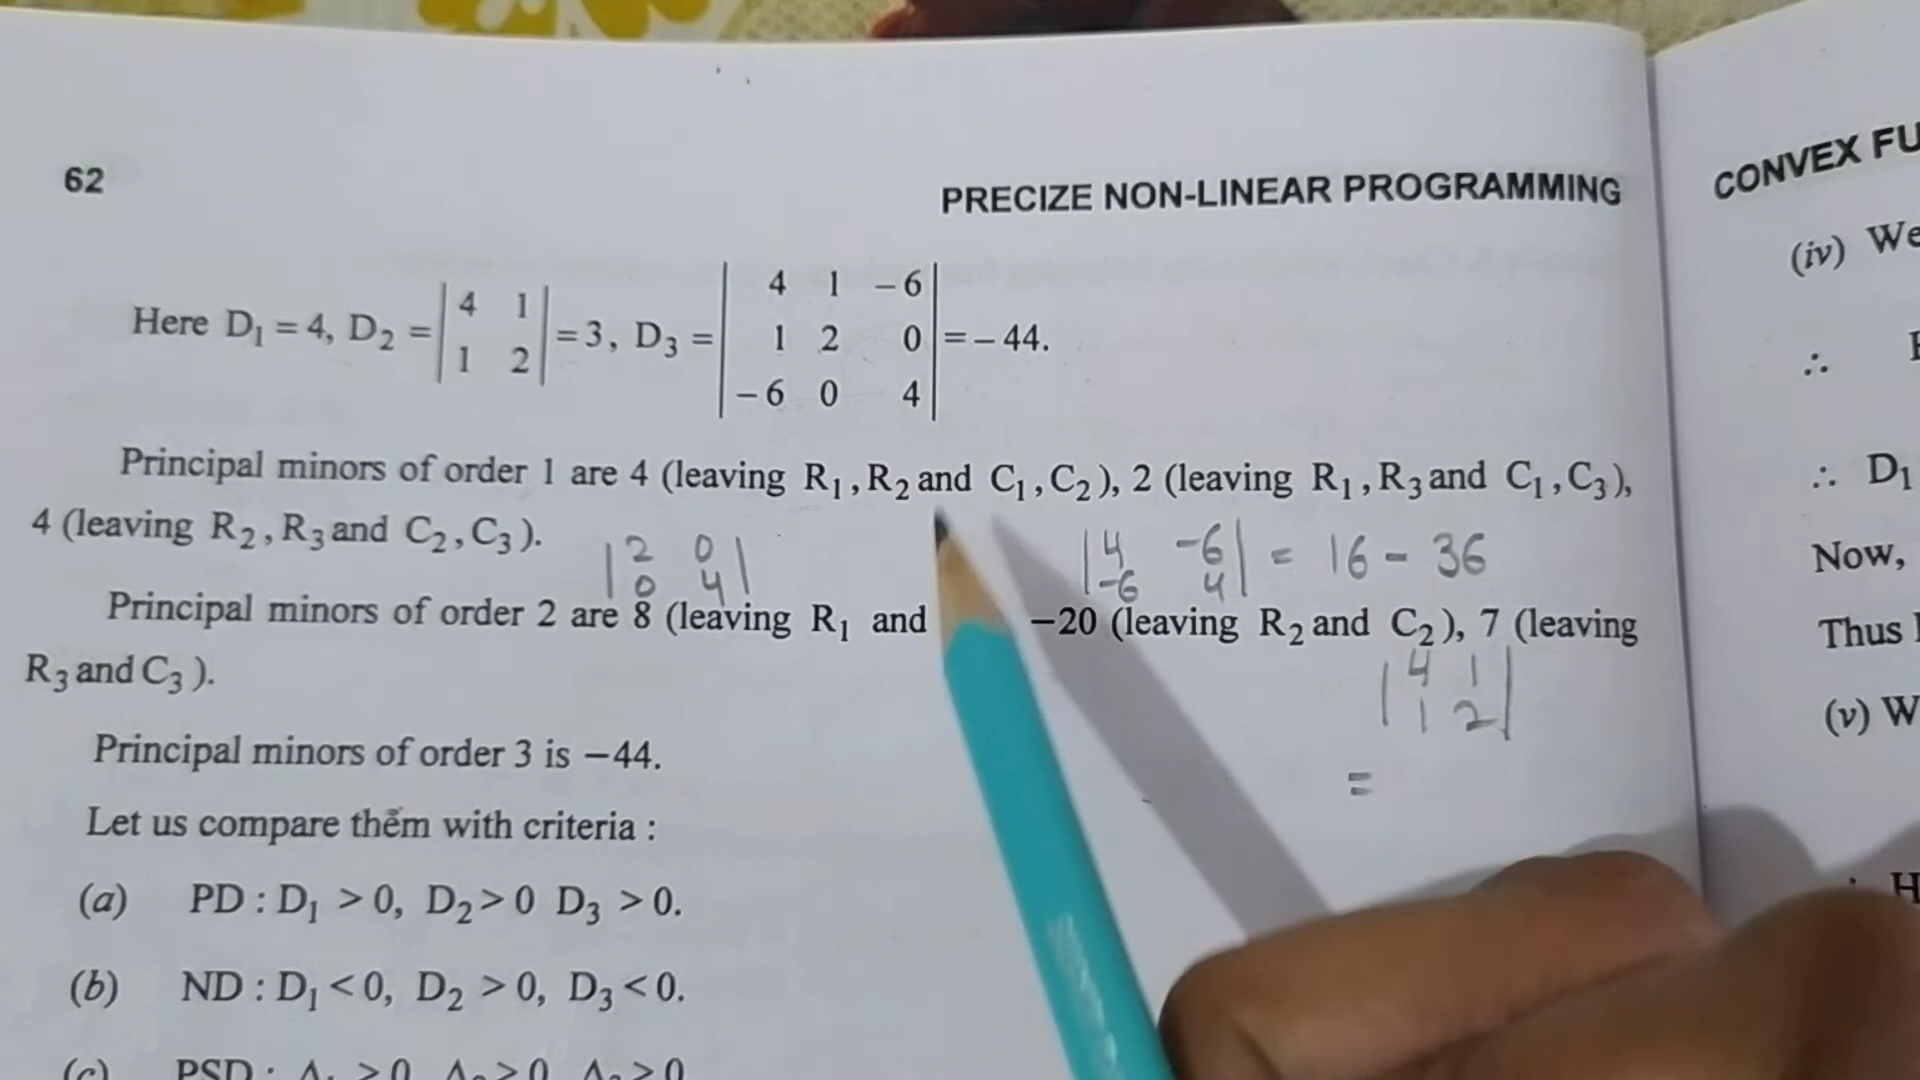 62
PRECIZE NON-LINEAR PROGRAMMING
Here D₁ = 4, D₂ = | 4 1 | = 3, D₃ = | 4 1 −6 | = − 44.
| 1 2 |
| 1 2 0 |
| −6 0 4 |
Principal minors of order 1 are 4 (leaving R₁, R₂ and C₁, C₂), 2 (leaving R₁, R₃ and C₁, C₃),
4 (leaving R₂, R₃ and C₂, C₃).
| 2 0 | | 4 −6 | = 16 − 36
| 0 4 | | −6 4 |
Principal minors of order 2 are 8 (leaving R₁ and −20 (leaving R₂ and C₂), 7 (leaving
R₃ and C₃).
| 4 1 |
| 1 2 |
=
Principal minors of order 3 is −44.
Let us compare them with criteria :
(a) PD : D₁ > 0, D₂ > 0 D₃ > 0.
(b) ND : D₁ < 0, D₂ > 0, D₃ < 0.
(c) PSD :
CONVEX
(iv) We
∴
∴ D₁
Now,
Thus
(v) W